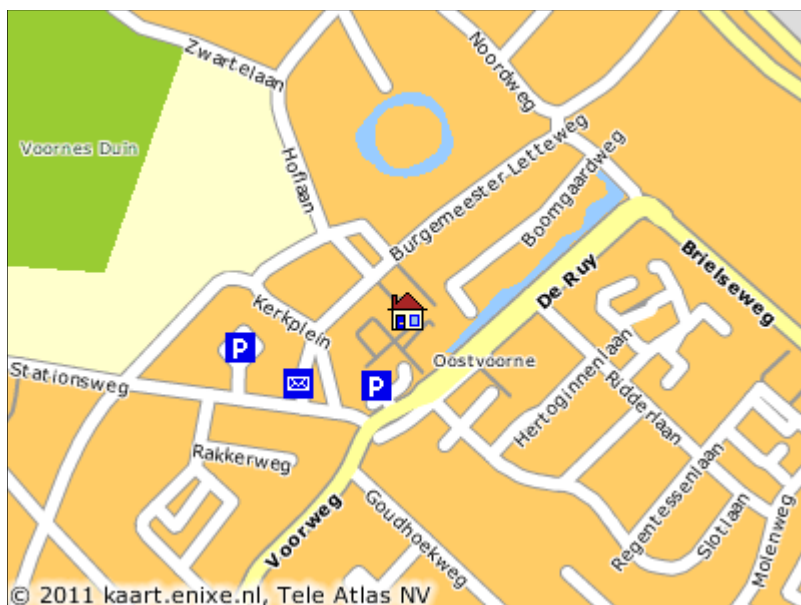 Zwartelaan
Noordweg
Voornes Duin
Hoflaan
Burgemeester-Letteweg
Boomgaardweg
De Ruy
Brielseweg
Kerkplein
P
Oostvoorne
Stationsweg
P
Hertoginnenlaan
Ridderlaan
Rakkerweg
Regentessenlaan
Slotlaan
Molenweg
Voorweg
Goudhoekweg
© 2011 kaart.enixe.nl, Tele Atlas NV